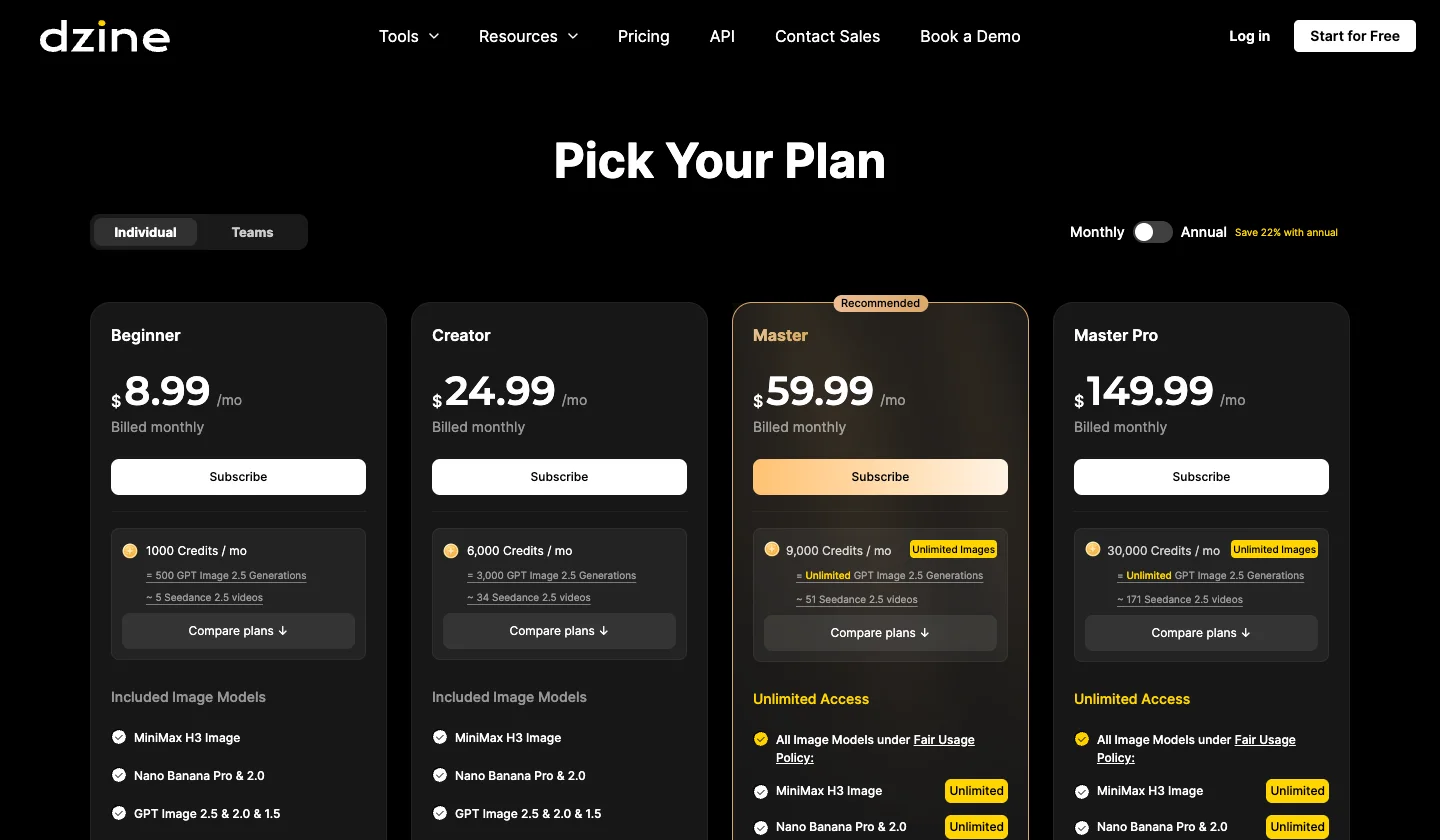 dzine
Tools Resources Pricing API Contact Sales Book a Demo Log in Start for Free
Pick Your Plan
Individual Teams
Monthly Annual Save 22% with annual
Beginner
$8.99 /mo
Billed monthly
Subscribe
1000 Credits / mo
= 500 GPT Image 2.5 Generations
~ 5 Seedance 2.5 videos
Compare plans ↓
Included Image Models
MiniMax H3 Image
Nano Banana Pro & 2.0
GPT Image 2.5 & 2.0 & 1.5
Creator
$24.99 /mo
Billed monthly
Subscribe
6,000 Credits / mo
= 3,000 GPT Image 2.5 Generations
~ 34 Seedance 2.5 videos
Compare plans ↓
Included Image Models
MiniMax H3 Image
Nano Banana Pro & 2.0
GPT Image 2.5 & 2.0 & 1.5
Recommended
Master
$59.99 /mo
Billed monthly
Subscribe
9,000 Credits / mo Unlimited Images
= Unlimited GPT Image 2.5 Generations
~ 51 Seedance 2.5 videos
Compare plans ↓
Unlimited Access
All Image Models under Fair Usage
Policy:
MiniMax H3 Image Unlimited
Nano Banana Pro & 2.0 Unlimited
Master Pro
$149.99 /mo
Billed monthly
Subscribe
30,000 Credits / mo Unlimited Images
= Unlimited GPT Image 2.5 Generations
~ 171 Seedance 2.5 videos
Compare plans ↓
Unlimited Access
All Image Models under Fair Usage
Policy:
MiniMax H3 Image Unlimited
Nano Banana Pro & 2.0 Unlimited